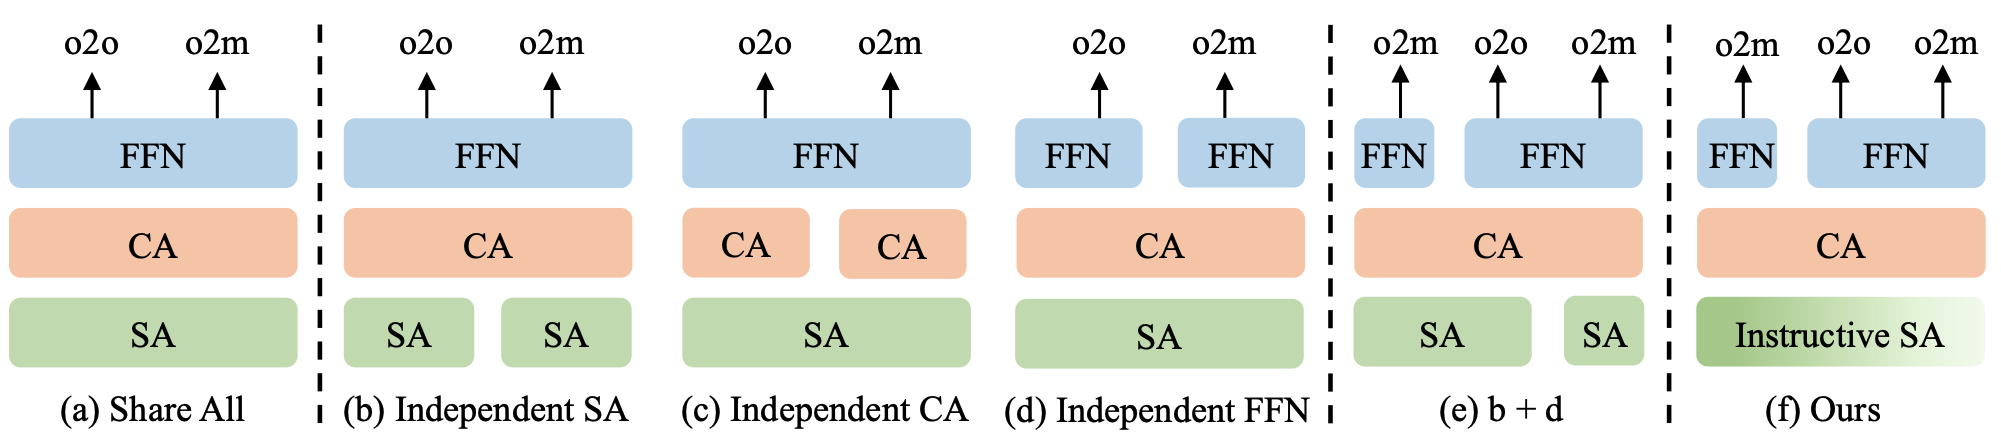 o2o o2m o2o o2m o2o o2m o2o o2m o2m o2o o2m o2m o2o o2m
FFN FFN FFN FFN FFN FFN FFN FFN FFN
CA CA CA CA CA CA CA
SA SA SA SA SA SA SA Instructive SA
(a) Share All (b) Independent SA (c) Independent CA (d) Independent FFN (e) b + d (f) Ours